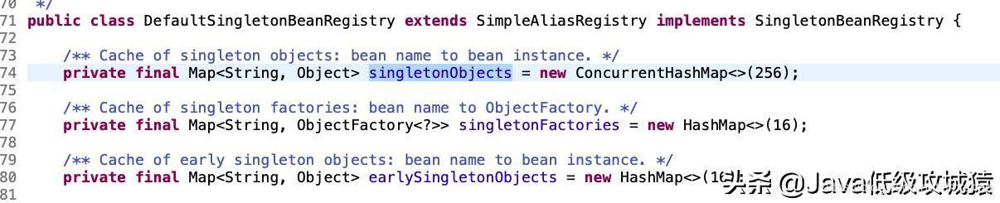 70 */
71 public class DefaultSingletonBeanRegistry extends SimpleAliasRegistry implements SingletonBeanRegistry {
72
73 /** Cache of singleton objects: bean name to bean instance. */
74 private final Map<String, Object> singletonObjects = new ConcurrentHashMap<>(256);
75
76 /** Cache of singleton factories: bean name to ObjectFactory. */
77 private final Map<String, ObjectFactory<?>> singletonFactories = new HashMap<>(16);
78
79 /** Cache of early singleton objects: bean name to bean instance. */
80 private final Map<String, Object> earlySingletonObjects = new HashMap<>(16
头条 @Java低级攻城猿
81